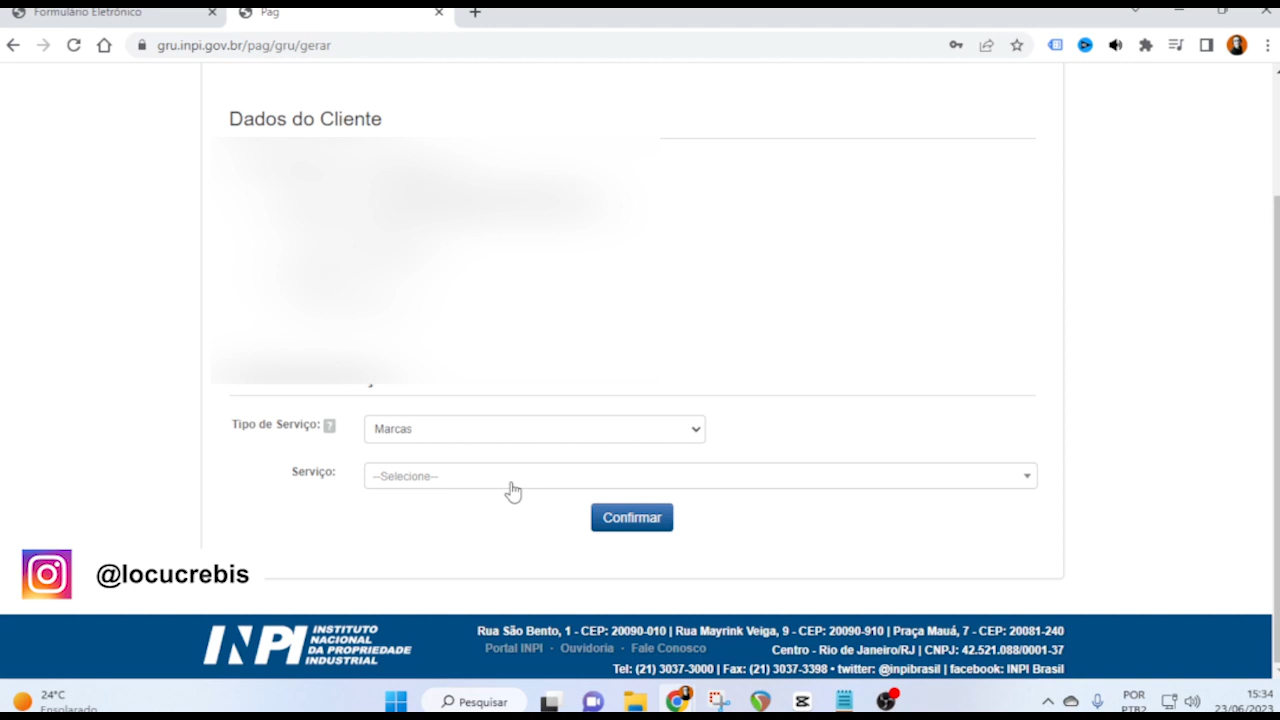 Formulário Eletrônico
Pag
gru.inpi.gov.br/pag/gru/gerar
Dados do Cliente
Tipo de Serviço: ?
Marcas
Serviço:
--Selecione--
Confirmar
@locucrebis
INPI INSTITUTO
NACIONAL
DA PROPRIEDADE
INDUSTRIAL
Rua São Bento, 1 - CEP: 20090-010 | Rua Mayrink Veiga, 9 - CEP: 20090-910 | Praça Mauá, 7 - CEP: 20081-240
Portal INPI · Ouvidoria · Fale Conosco
Centro - Rio de Janeiro/RJ | CNPJ: 42.521.088/0001-37
Tel: (21) 3037-3000 | Fax: (21) 3037-3398 • twitter: @inpibrasil | facebook: INPI Brasil
24°C
Ensolarado
Pesquisar
POR
PTB2
15:34
23/06/2023